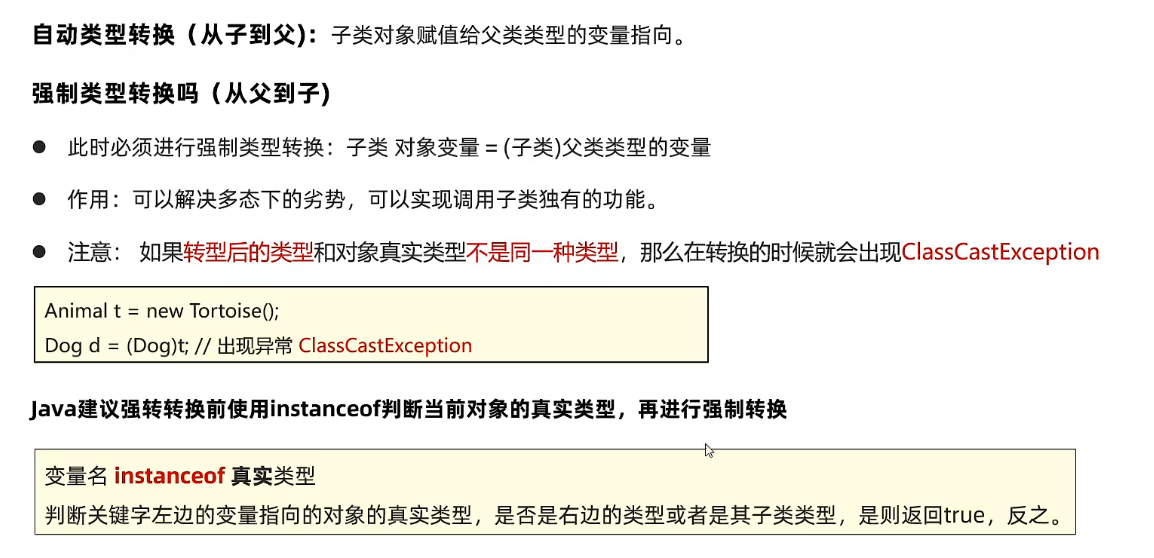 自动类型转换（从子到父)：子类对象赋值给父类类型的变量指向。
强制类型转换吗（从父到子)
● 此时必须进行强制类型转换：子类 对象变量 = (子类)父类类型的变量
● 作用：可以解决多态下的劣势，可以实现调用子类独有的功能。
● 注意： 如果转型后的类型和对象真实类型不是同一种类型，那么在转换的时候就会出现ClassCastException
Animal t = new Tortoise();
Dog d = (Dog)t; // 出现异常 ClassCastException
Java建议强转转换前使用instanceof判断当前对象的真实类型，再进行强制转换
变量名 instanceof 真实类型
判断关键字左边的变量指向的对象的真实类型，是否是右边的类型或者是其子类类型，是则返回true，反之。